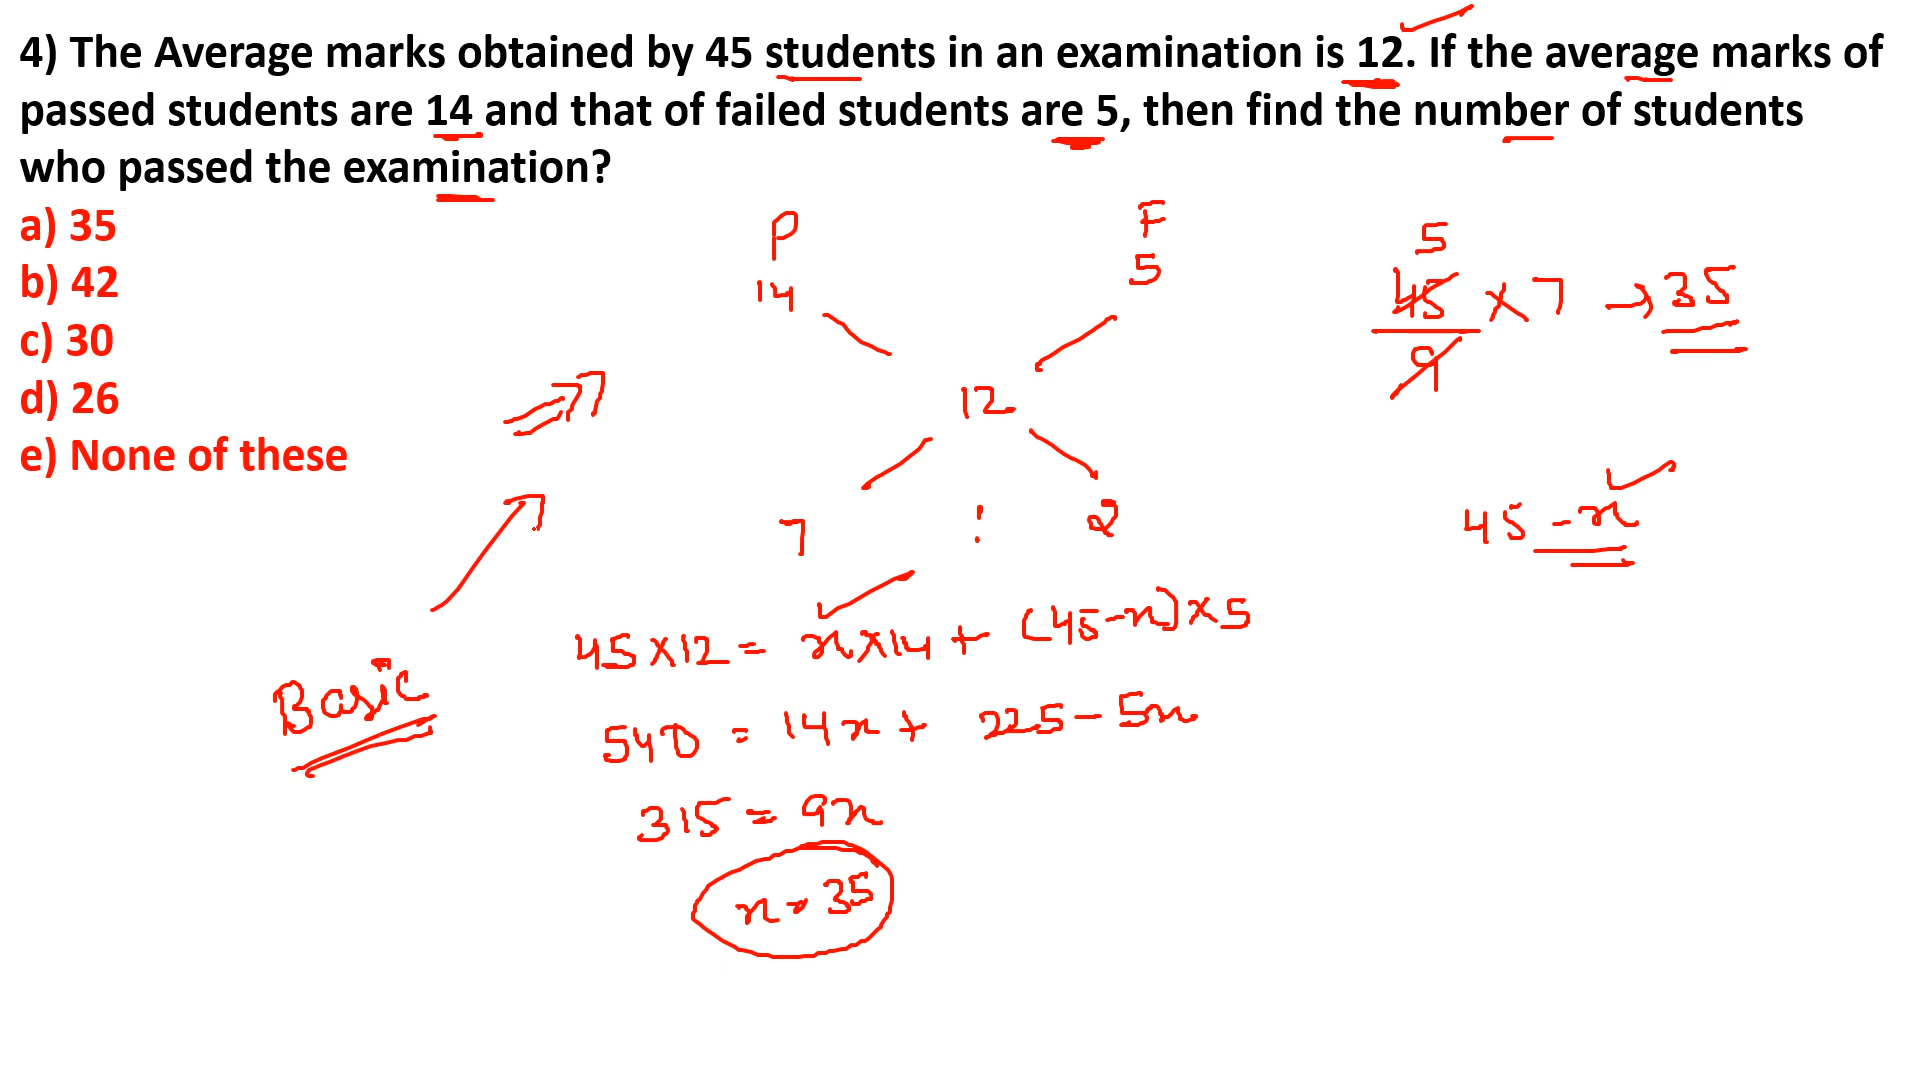 4) The Average marks obtained by 45 students in an examination is 12. If the average marks of
passed students are 14 and that of failed students are 5, then find the number of students
who passed the examination?
a) 35
b) 42
c) 30
d) 26
e) None of these
P F
14 5
12
7 : 2
5
45/9 × 7 → 35
45 - x
Basic
45×12 = x×14 + (45-x)×5
540 = 14x + 225 - 5x
315 = 9x
x = 35